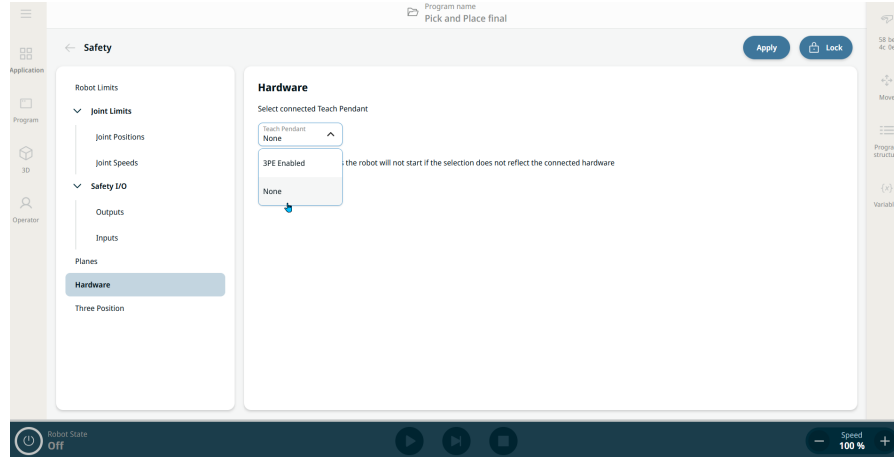 Program name
Pick and Place final
Safety
Apply
Lock
Application
Program
3D
Operator
Robot Limits
Joint Limits
Joint Positions
Joint Speeds
Safety I/O
Outputs
Inputs
Planes
Hardware
Three Position
Hardware
Select connected Teach Pendant
Teach Pendant
None
3PE Enabled
the robot will not start if the selection does not reflect the connected hardware
None
Move
structu
Robot State
Off
Speed
100 %